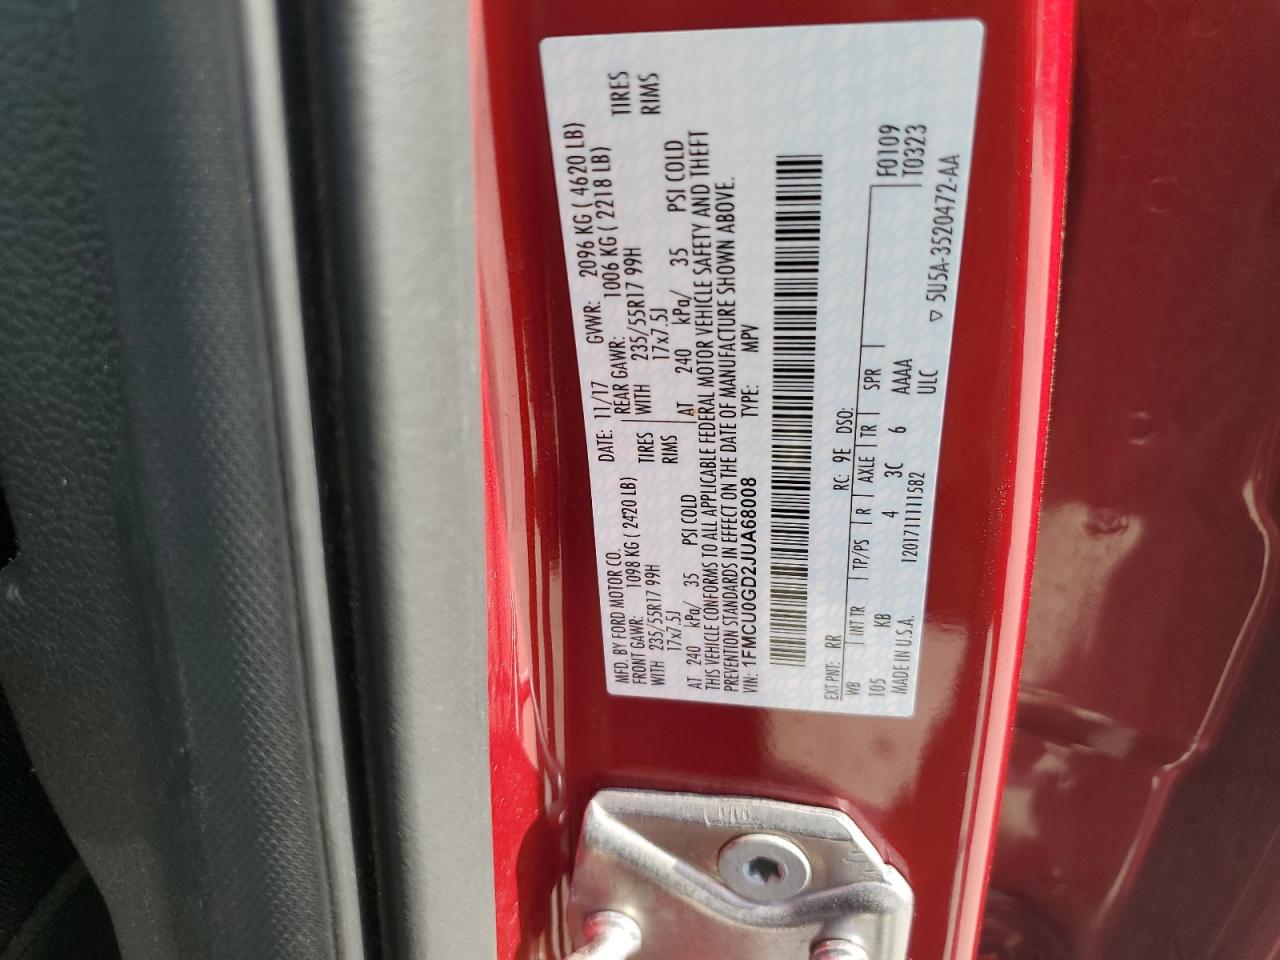 MFD. BY FORD MOTOR CO. DATE: 11/17 GVWR: 2096 KG ( 4620 LB)
FRONT GAWR: 1098 KG ( 2420 LB) REAR GAWR: 1006 KG ( 2218 LB)
WITH 235/55R17 99H TIRES WITH 235/55R17 99H TIRES
17x7.5J RIMS 17x7.5J RIMS
AT 240 kPa/ 35 PSI COLD AT 240 kPa/ 35 PSI COLD
THIS VEHICLE CONFORMS TO ALL APPLICABLE FEDERAL MOTOR VEHICLE SAFETY AND THEFT
PREVENTION STANDARDS IN EFFECT ON THE DATE OF MANUFACTURE SHOWN ABOVE.
VIN: 1FMCU0GD2JUA68008 TYPE: MPV
EXT PNT: RR RC: 9E DSO: F0109
WB INT TR TP/PS R AXLE TR SPR T0323
105 KB 4 3C 6 AAAA
MADE IN U.S.A. 12017111111582 ULC
▽ 5U5A-3520472-AA